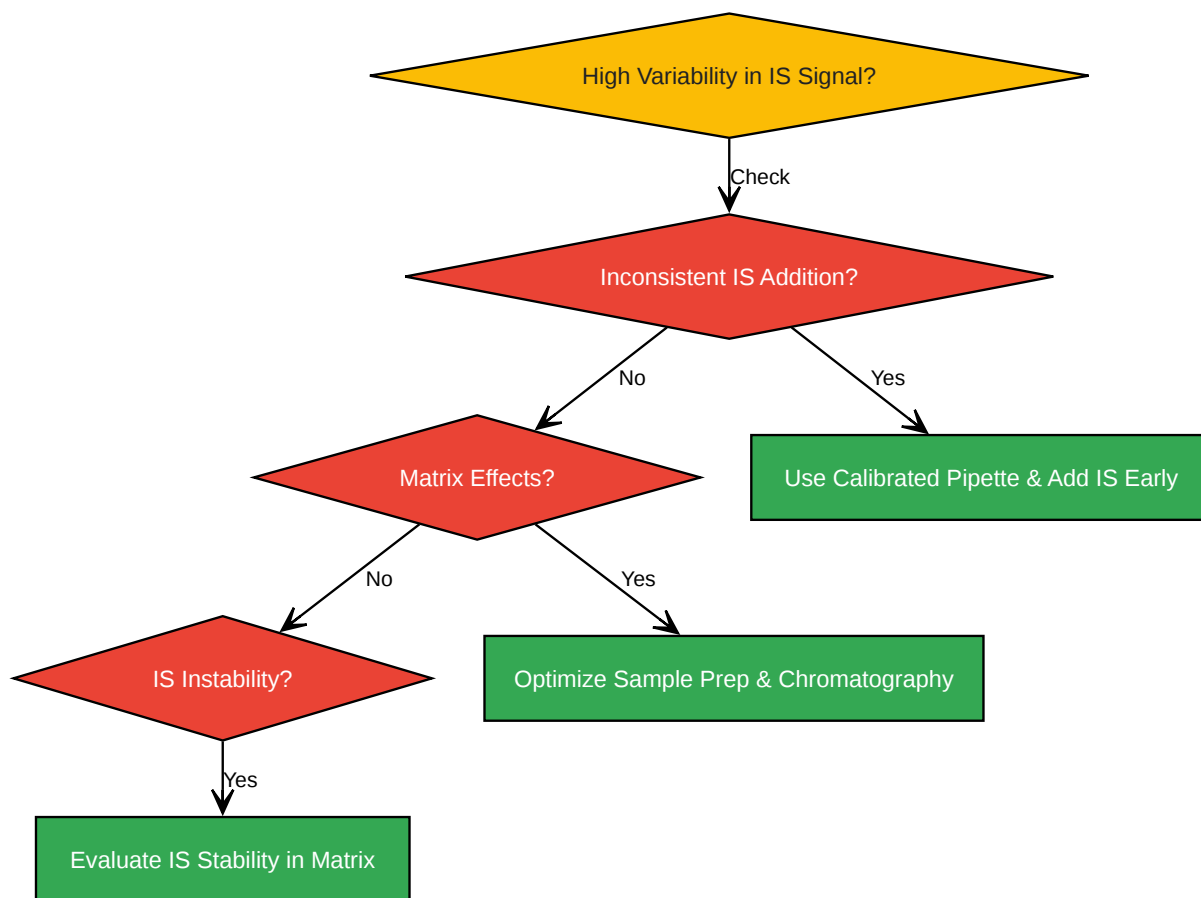 High Variability in IS Signal?
Check
Inconsistent IS Addition?
No
Yes
Matrix Effects?
Use Calibrated Pipette & Add IS Early
No
Yes
IS Instability?
Optimize Sample Prep & Chromatography
Yes
Evaluate IS Stability in Matrix